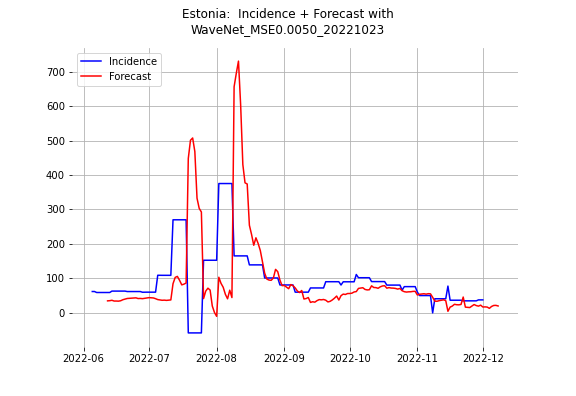 Estonia: Incidence + Forecast with
WaveNet_MSE0.0050_20221023
Incidence
Forecast
700
600
500
400
300
200
100
0
2022-06 2022-07 2022-08 2022-09 2022-10 2022-11 2022-12